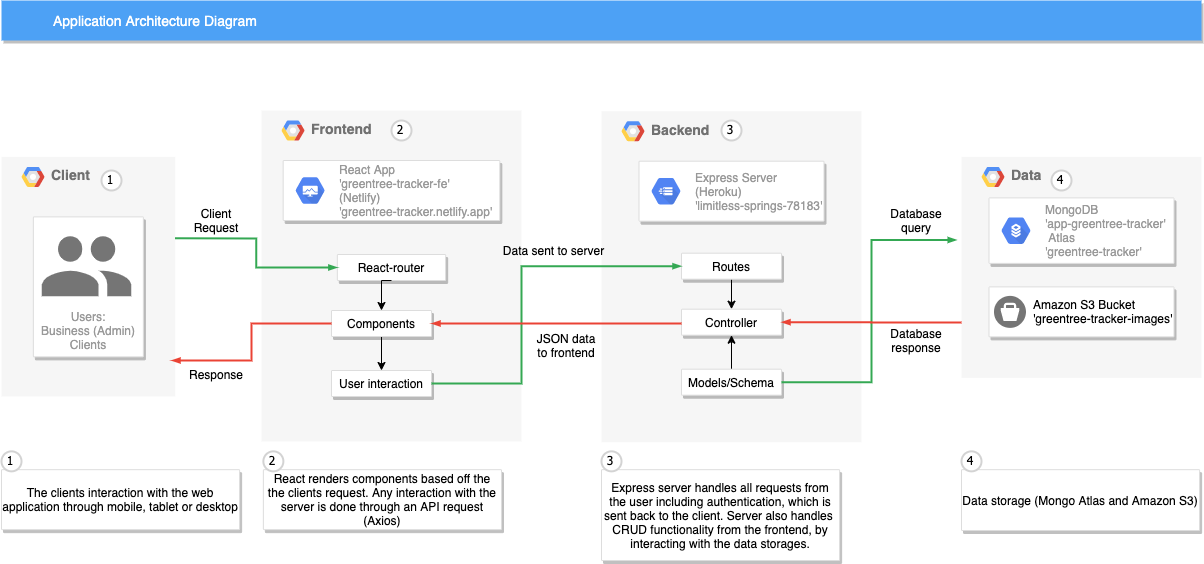 Application Architecture Diagram
Client
1
Users:
Business (Admin)
Clients
Client
Request
Response
Frontend
2
React App
'greentree-tracker-fe'
(Netlify)
'greentree-tracker.netlify.app'
React-router
Components
User interaction
Data sent to server
JSON data
to frontend
Backend
3
Express Server
(Heroku)
'limitless-springs-78183'
Routes
Controller
Models/Schema
Database
query
Database
response
Data
4
MongoDB
'app-greentree-tracker'
Atlas
'greentree-tracker'
Amazon S3 Bucket
'greentree-tracker-images'
1
The clients interaction with the web
application through mobile, tablet or desktop
2
React renders components based off the
the clients request. Any interaction with the
server is done through an API request
(Axios)
3
Express server handles all requests from
the user including authentication, which is
sent back to the client. Server also handles
CRUD functionality from the frontend, by
interacting with the data storages.
4
Data storage (Mongo Atlas and Amazon S3)